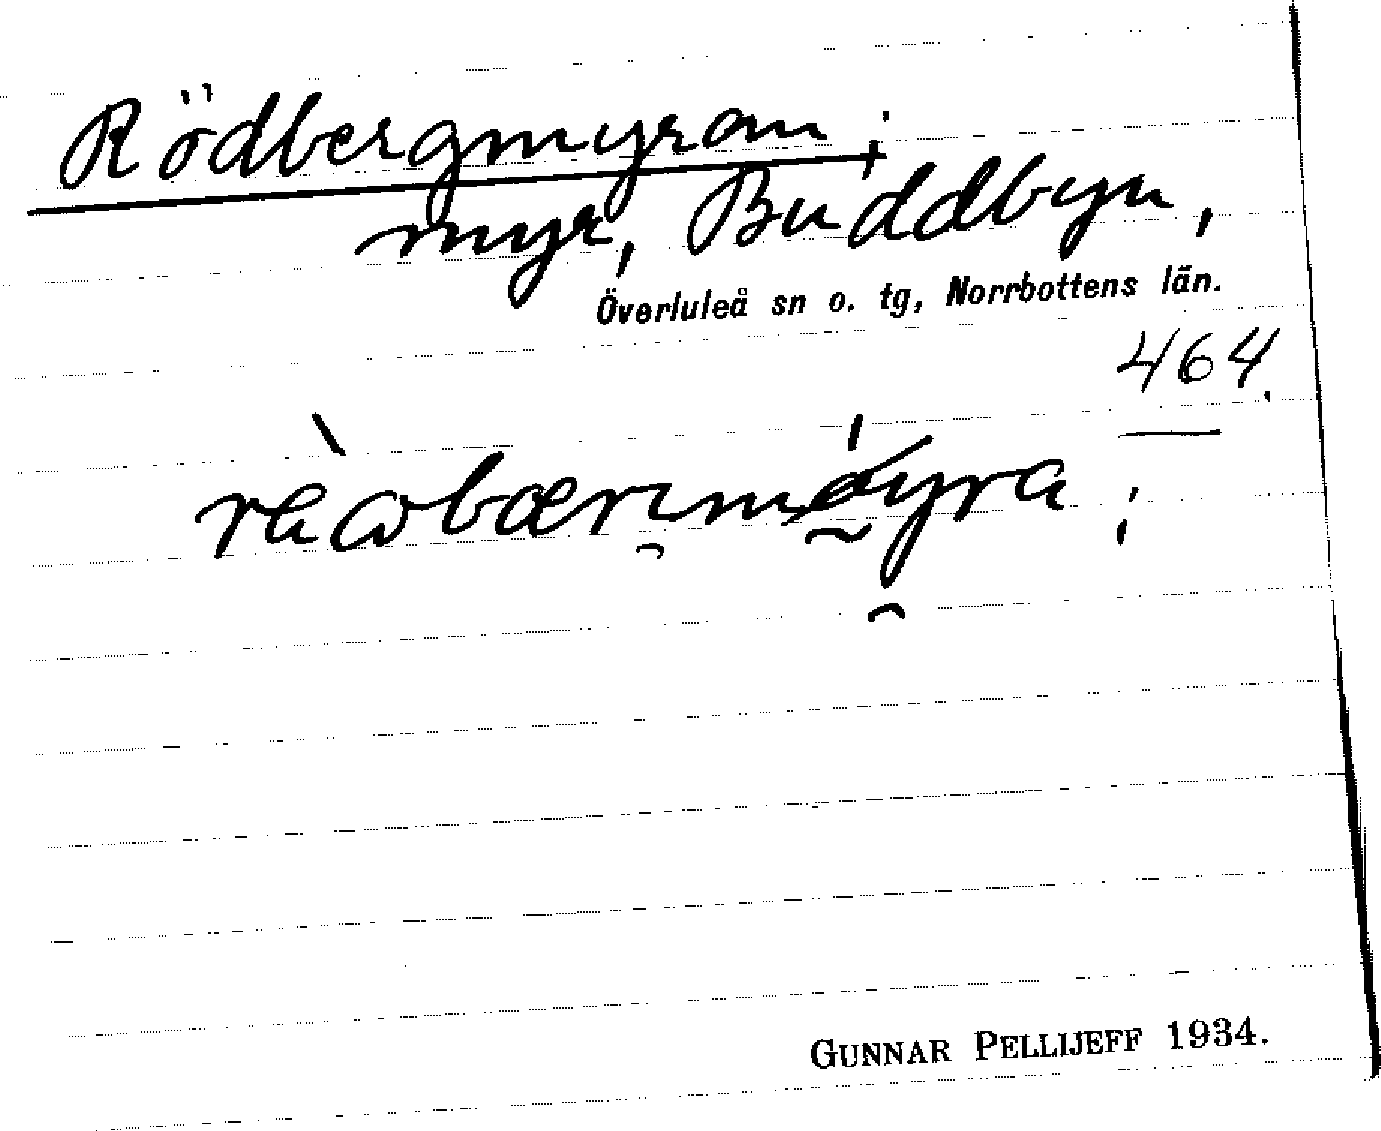 Rödbergmyran;
myr, Buddbyn,
Överluleå sn o. tg, Norrbottens län.
464.
GUNNAR PELLIJEFF 1934.